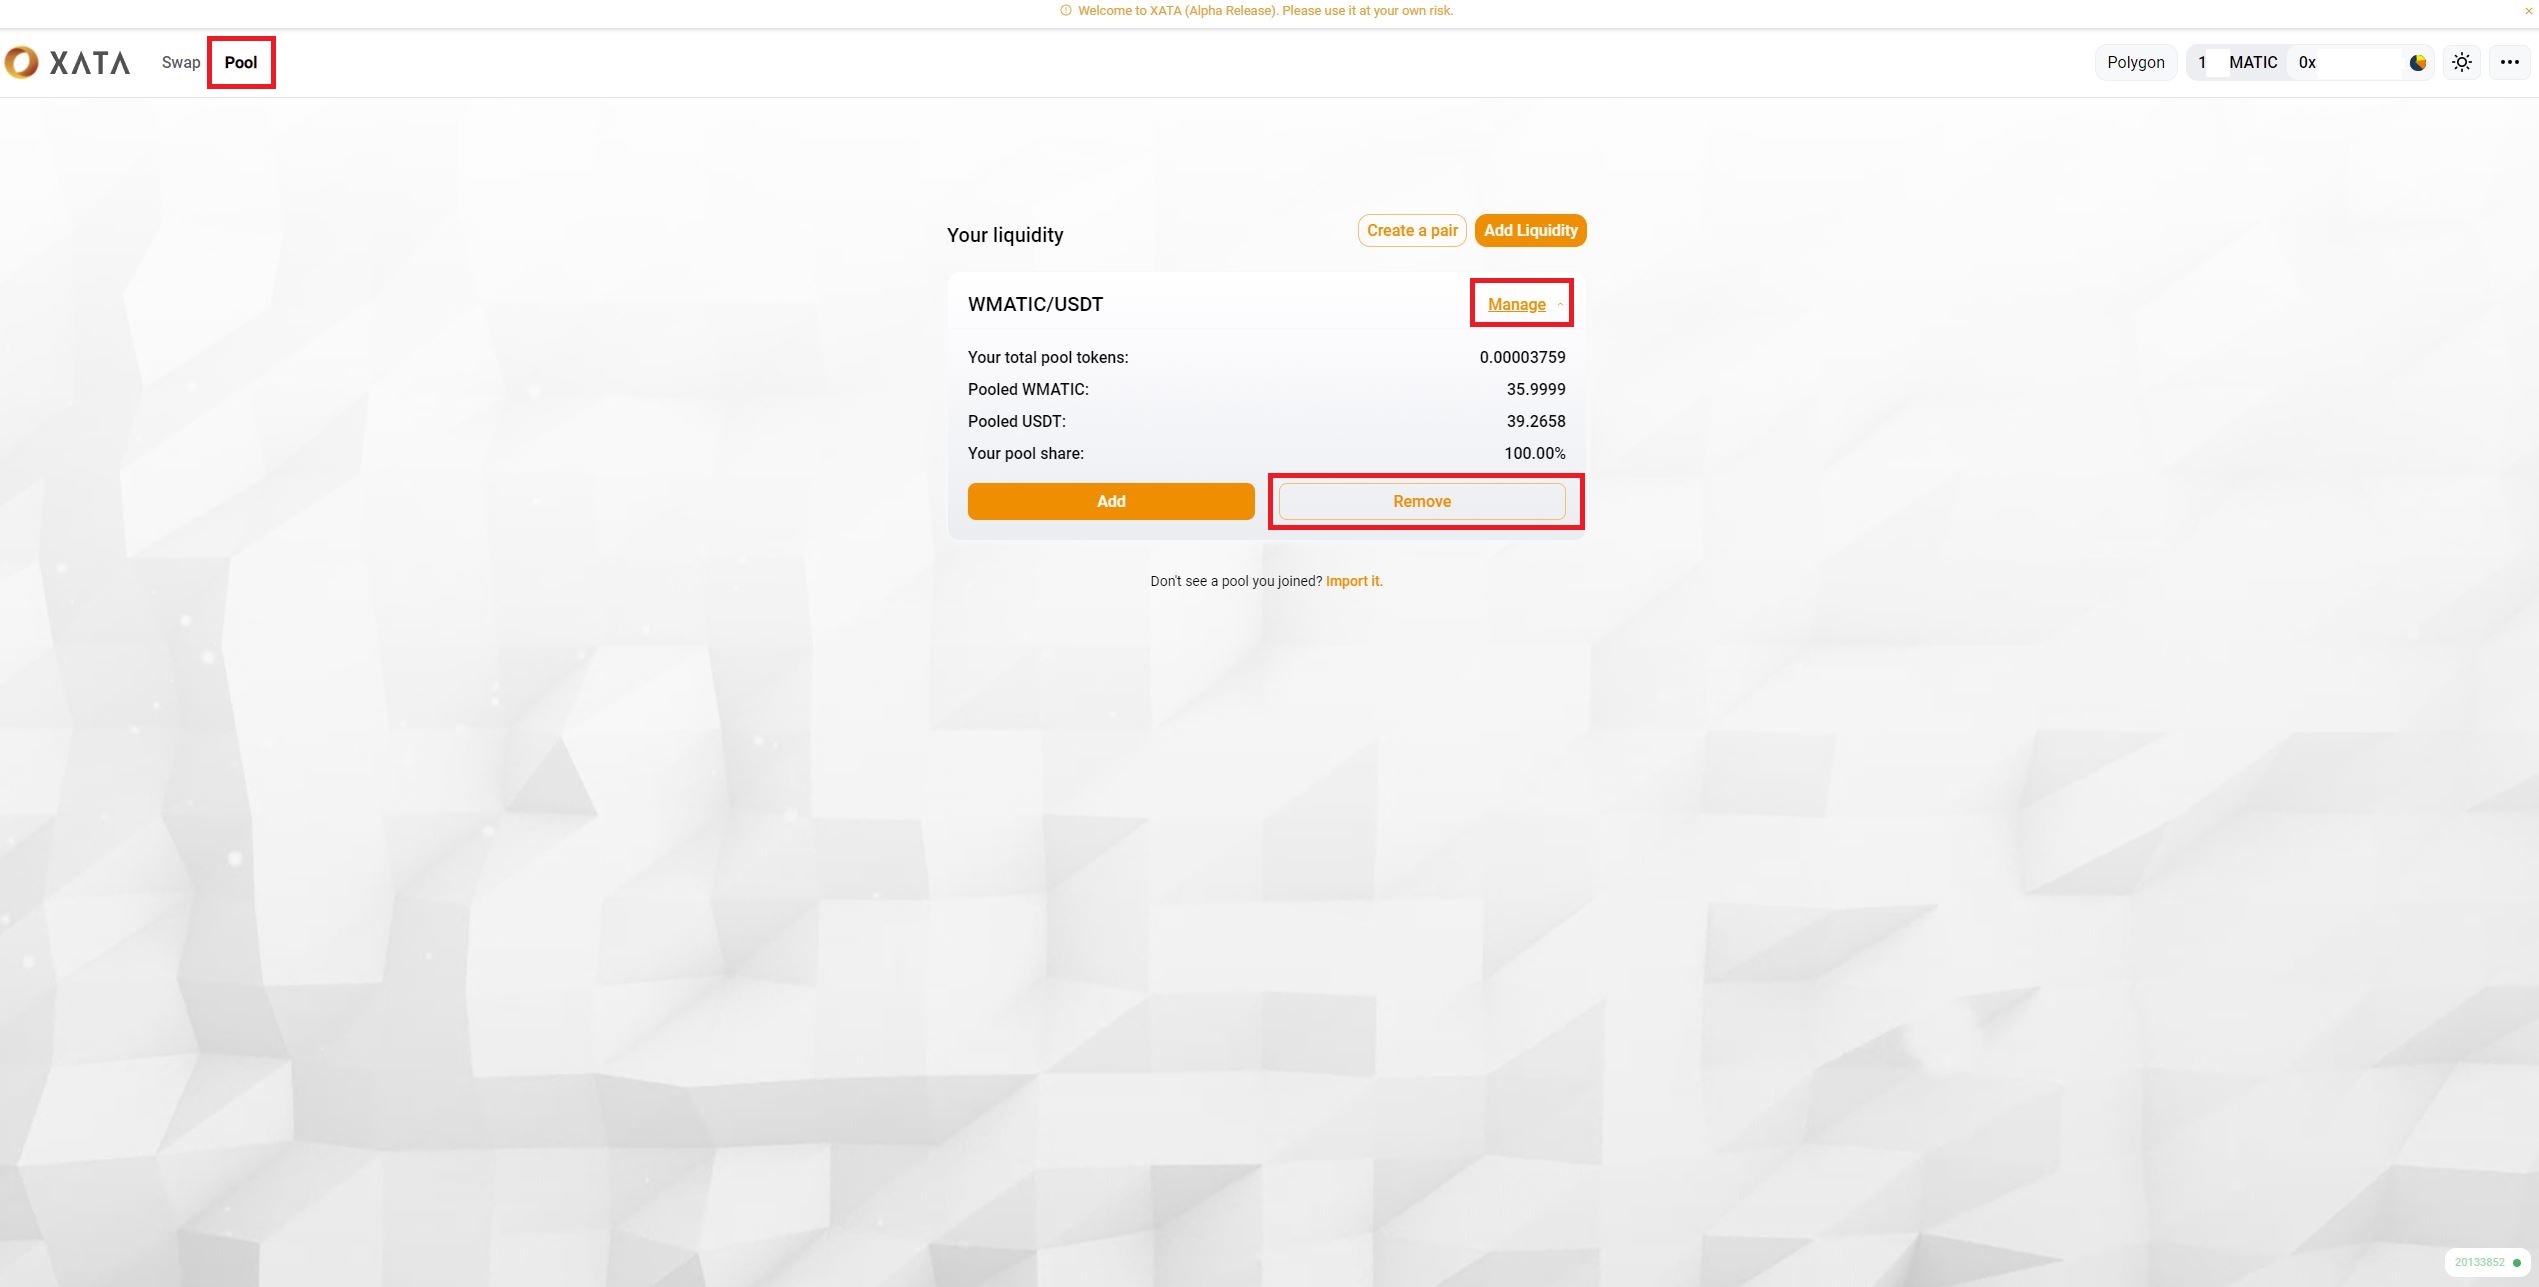 Welcome to XATA (Alpha Release). Please use it at your own risk.
XATA Swap Pool Polygon 1 MATIC 0x
Your liquidity Create a pair Add Liquidity
WMATIC/USDT Manage
Your total pool tokens: 0.00003759
Pooled WMATIC: 35.9999
Pooled USDT: 39.2658
Your pool share: 100.00%
Add Remove
Don't see a pool you joined? Import it.
20133852